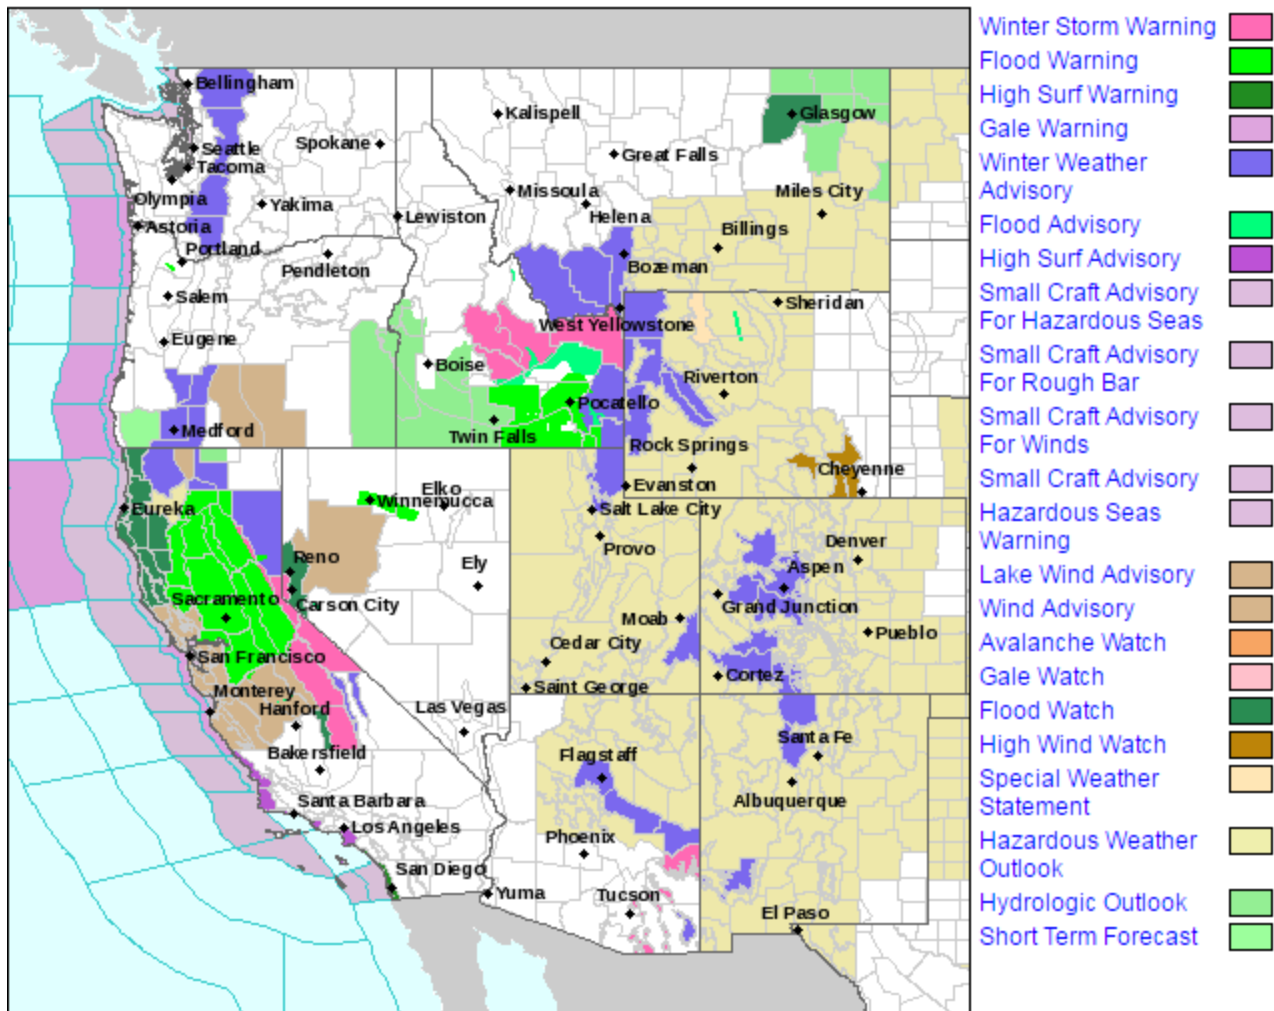 Bellingham
Seattle
Tacoma
Olympia
Astoria
Portland
Salem
Eugene
Medford
Spokane
Yakima
Pendleton
Lewiston
Kalispell
Missoula
Great Falls
Helena
Glasgow
Miles City
Billings
Bozeman
West Yellowstone
Sheridan
Boise
Pocatello
Twin Falls
Riverton
Rock Springs
Cheyenne
Evanston
Eureka
Elko
Winnemucca
Reno
Ely
Carson City
Sacramento
San Francisco
Monterey
Hanford
Bakersfield
Las Vegas
Santa Barbara
Los Angeles
San Diego
Salt Lake City
Provo
Moab
Cedar City
Saint George
Denver
Aspen
Grand Junction
Pueblo
Cortez
Flagstaff
Phoenix
Yuma
Tucson
Santa Fe
Albuquerque
El Paso
Winter Storm Warning
Flood Warning
High Surf Warning
Gale Warning
Winter Weather
Advisory
Flood Advisory
High Surf Advisory
Small Craft Advisory
For Hazardous Seas
Small Craft Advisory
For Rough Bar
Small Craft Advisory
For Winds
Small Craft Advisory
Hazardous Seas
Warning
Lake Wind Advisory
Wind Advisory
Avalanche Watch
Gale Watch
Flood Watch
High Wind Watch
Special Weather
Statement
Hazardous Weather
Outlook
Hydrologic Outlook
Short Term Forecast